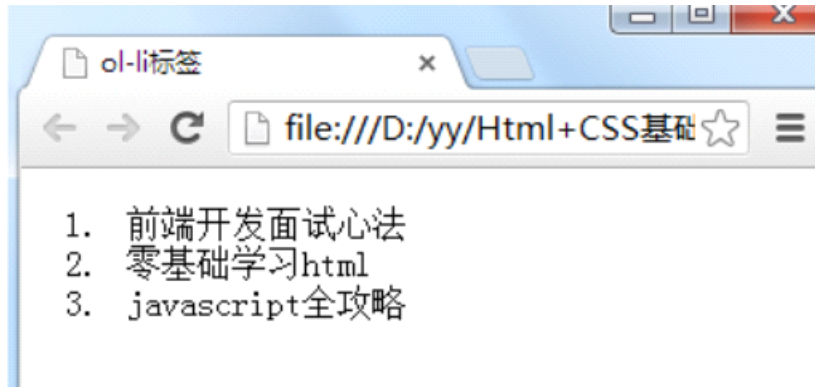 ol-li标签
file:///D:/yy/Html+CSS基础
1. 前端开发面试心法
2. 零基础学习html
3. javascript全攻略